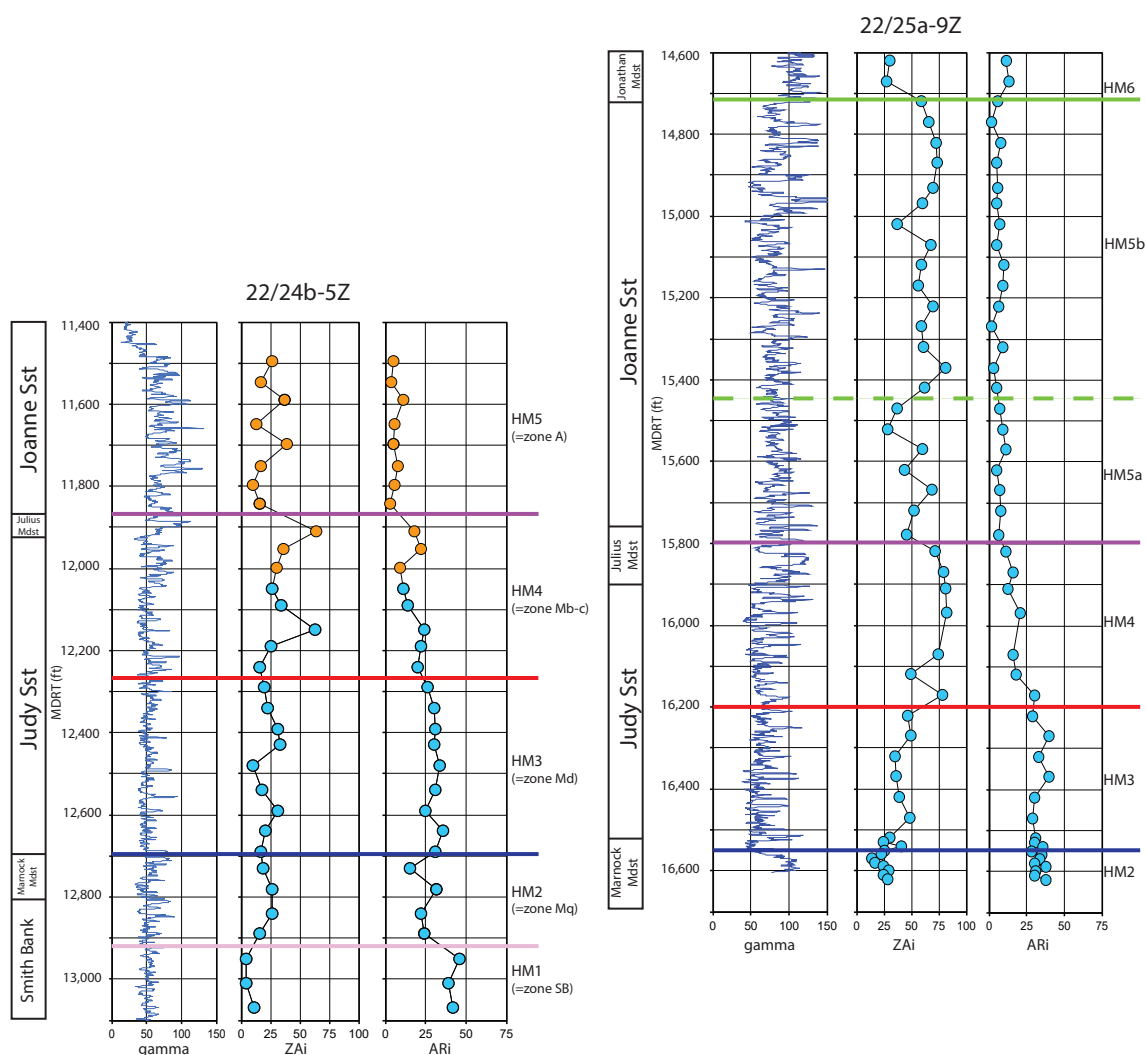 22/24b-5Z
11,400
11,600
11,800
12,000
12,200
12,400
12,600
12,800
13,000
MDRT (ft)
Joanne Sst
Julius
Mdst
Judy Sst
Marnock
Mdst
Smith Bank
HM5
(=zone A)
HM4
(=zone Mb-c)
HM3
(=zone Md)
HM2
(=zone Mq)
HM1
(=zone SB)
0 50 100 150
gamma
0 25 50 75 100
ZAi
0 25 50 75
ARi
22/25a-9Z
14,600
14,800
15,000
15,200
15,400
15,600
15,800
16,000
16,200
16,400
16,600
MDRT (ft)
Jonathan
Mdst
Joanne Sst
Julius
Mdst
Judy Sst
Marnock
Mdst
HM6
HM5b
HM5a
HM4
HM3
HM2
0 50 100 150
gamma
0 25 50 75 100
ZAi
0 25 50 75
ARi